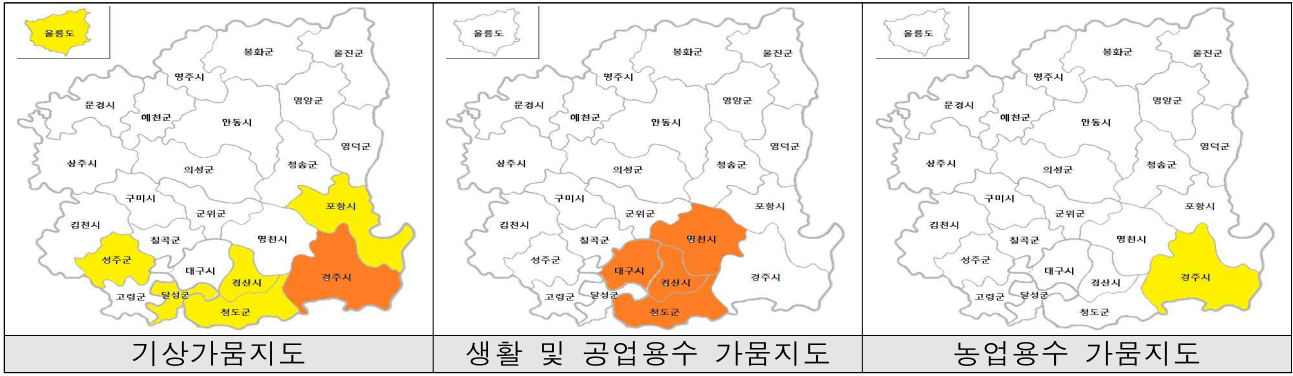 울릉도
봉화군
울진군
영주시
문경시
예천군
안동시
영양군
영덕군
상주시
의성군
청송군
구미시
포항시
김천시
군위군
칠곡군
영천시
성주군
대구시
경산시
경주시
고령군
달성군
청도군
기상가뭄지도
울릉도
봉화군
울진군
영주시
문경시
예천군
안동시
영양군
영덕군
상주시
의성군
청송군
구미시
포항시
김천시
군위군
칠곡군
영천시
성주군
대구시
경산시
경주시
고령군
달성군
청도군
생활 및 공업용수 가뭄지도
울릉도
봉화군
울진군
영주시
문경시
예천군
안동시
영양군
영덕군
상주시
의성군
청송군
구미시
포항시
김천시
군위군
칠곡군
영천시
성주군
대구시
경산시
경주시
고령군
달성군
청도군
농업용수 가뭄지도